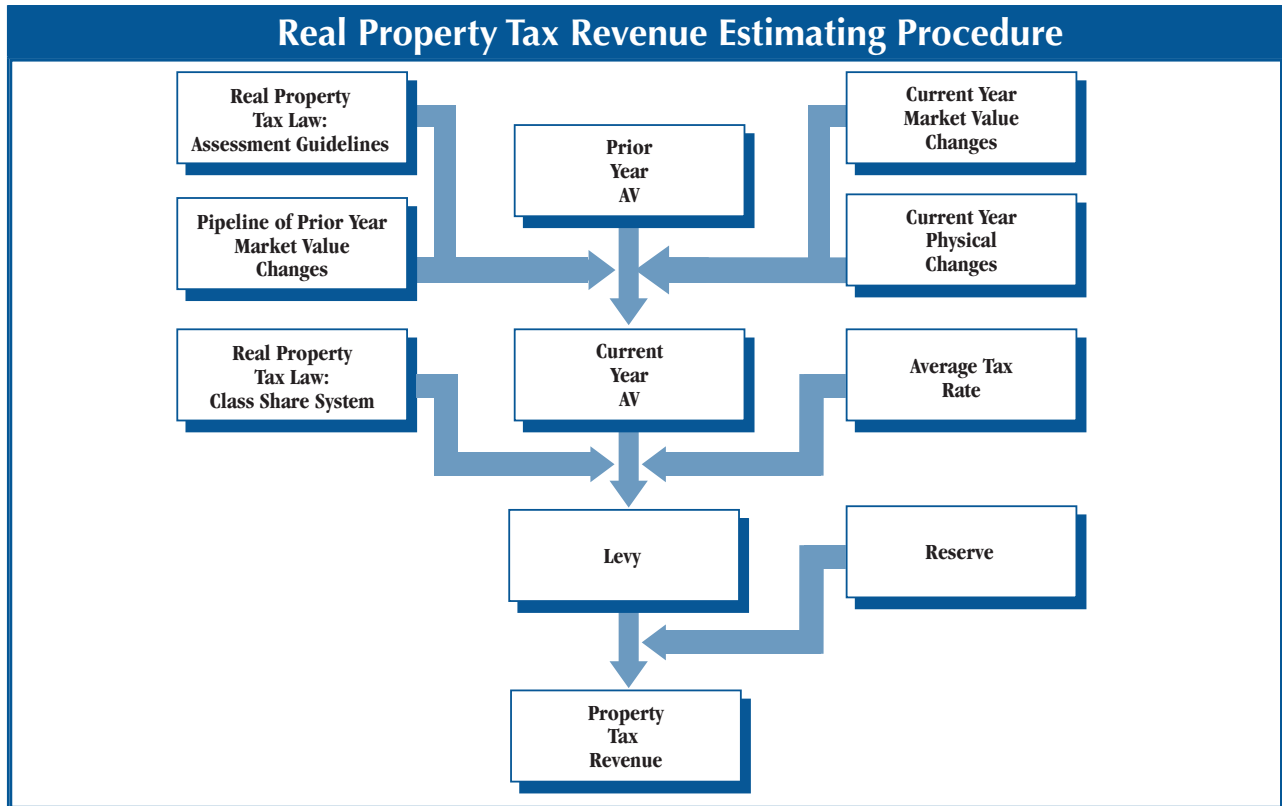 Real Property Tax Revenue Estimating Procedure
Real Property
Tax Law:
Assessment Guidelines
Prior
Year
AV
Current Year
Market Value
Changes
Pipeline of Prior Year
Market Value
Changes
Current Year
Physical
Changes
Real Property
Tax Law:
Class Share System
Current
Year
AV
Average Tax
Rate
Levy
Reserve
Property
Tax
Revenue